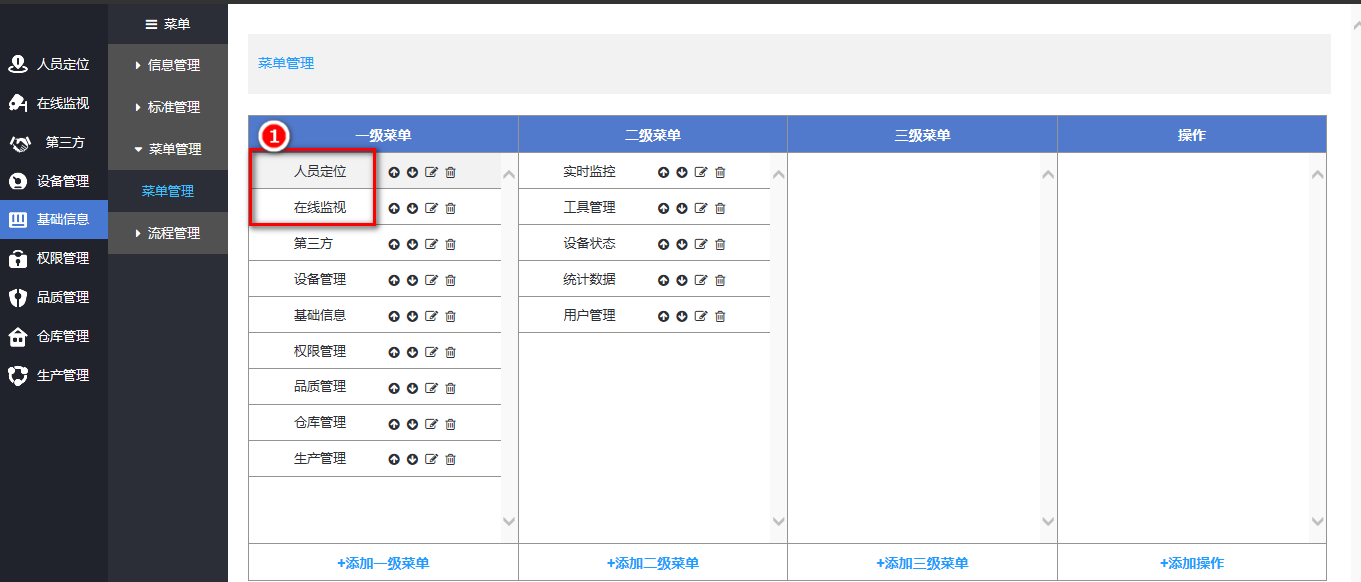 菜单
人员定位
在线监视
第三方
设备管理
基础信息
权限管理
品质管理
仓库管理
生产管理
信息管理
标准管理
菜单管理
菜单管理
流程管理
菜单管理
1
一级菜单 二级菜单 三级菜单 操作
人员定位 实时监控
在线监视 工具管理
第三方 设备状态
设备管理 统计数据
基础信息 用户管理
权限管理
品质管理
仓库管理
生产管理
+添加一级菜单 +添加二级菜单 +添加三级菜单 +添加操作